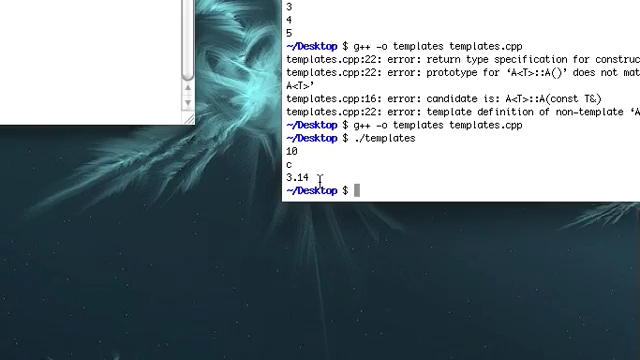 3
4
5
~/Desktop $ g++ -o templates templates.cpp
templates.cpp:22: error: return type specification for
templates.cpp:22: error: prototype for ‘A<T>::A()’ does not
A<T>’
templates.cpp:16: error: candidate is: A<T>::A(const T&)
templates.cpp:22: error: template definition of non-template
~/Desktop $ g++ -o templates templates.cpp
~/Desktop $ ./templates
10
c
3.14
~/Desktop $